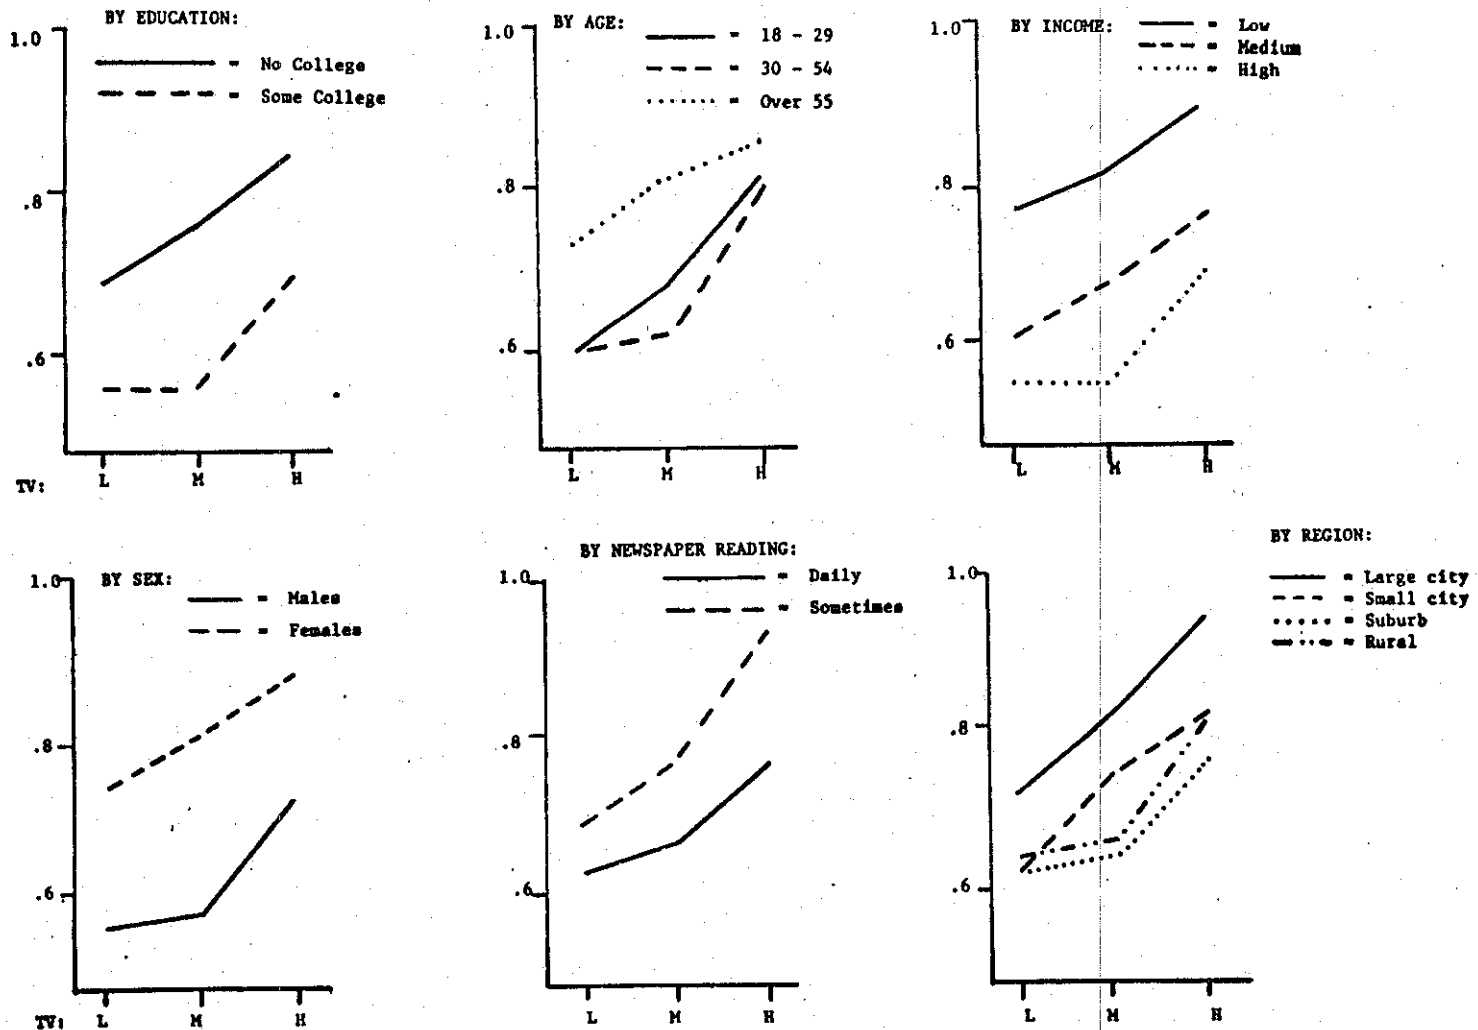 BY EDUCATION:
1.0
——— = No College
— — — = Some College
.8
.6
TV: L M H
BY AGE:
1.0
——— = 18 - 29
— — — = 30 - 54
....... = Over 55
.8
.6
L M H
BY INCOME:
1.0
——— = Low
— — — = Medium
....... = High
.8
.6
L M H
BY SEX:
1.0
——— = Males
— — — = Females
.8
.6
TV: L M H
BY NEWSPAPER READING:
1.0
——— = Daily
— — — = Sometimes
.8
.6
L M H
BY REGION:
1.0
——— = Large city
— — — = Small city
....... = Suburb
—..— = Rural
.8
.6
L M H